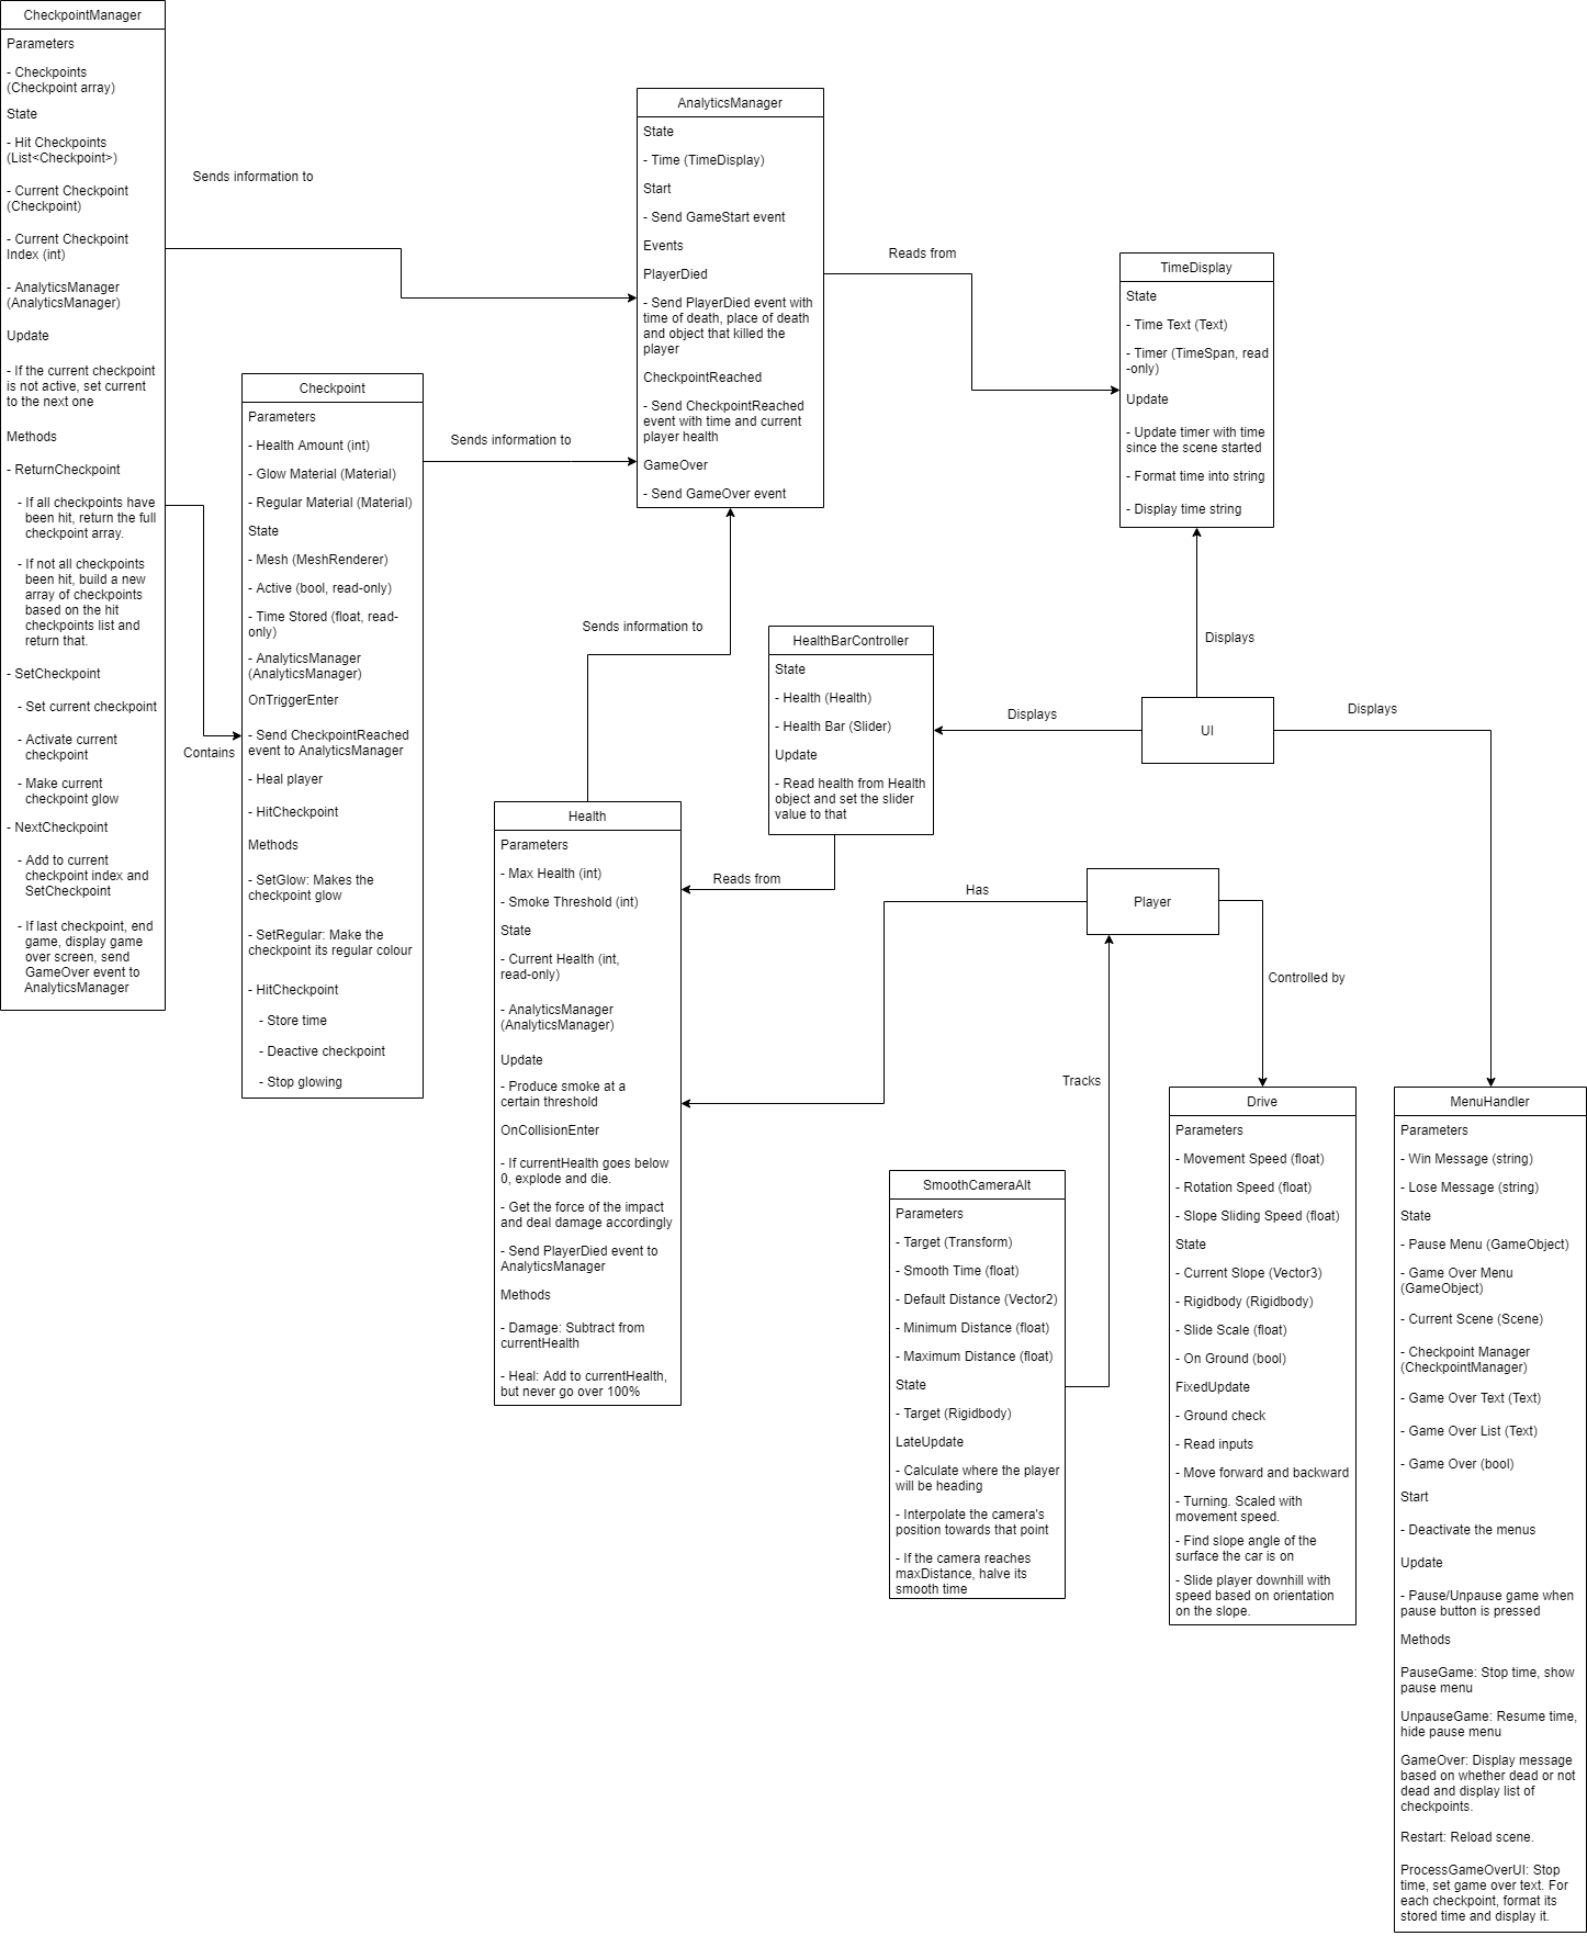 CheckpointManager
Parameters
- Checkpoints
(Checkpoint array)
State
- Hit Checkpoints
(List<Checkpoint>)
- Current Checkpoint
(Checkpoint)
- Current Checkpoint
Index (int)
- AnalyticsManager
(AnalyticsManager)
Update
- If the current checkpoint
is not active, set current
to the next one
Methods
- ReturnCheckpoint
- If all checkpoints have
been hit, return the full
checkpoint array.
- If not all checkpoints
been hit, build a new
array of checkpoints
based on the hit
checkpoints list and
return that.
- SetCheckpoint
- Set current checkpoint
- Activate current
checkpoint
- Make current
checkpoint glow
- NextCheckpoint
- Add to current
checkpoint index and
SetCheckpoint
- If last checkpoint, end
game, display game
over screen, send
GameOver event to
AnalyticsManager
Sends information to
Contains
Checkpoint
Parameters
- Health Amount (int)
- Glow Material (Material)
- Regular Material (Material)
State
- Mesh (MeshRenderer)
- Active (bool, read-only)
- Time Stored (float, read-
only)
- AnalyticsManager
(AnalyticsManager)
OnTriggerEnter
- Send CheckpointReached
event to AnalyticsManager
- Heal player
- HitCheckpoint
Methods
- SetGlow: Makes the
checkpoint glow
- SetRegular: Make the
checkpoint its regular colour
- HitCheckpoint
- Store time
- Deactive checkpoint
- Stop glowing
Sends information to
AnalyticsManager
State
- Time (TimeDisplay)
Start
- Send GameStart event
Events
PlayerDied
- Send PlayerDied event with
time of death, place of death
and object that killed the
player
CheckpointReached
- Send CheckpointReached
event with time and current
player health
GameOver
- Send GameOver event
Reads from
TimeDisplay
State
- Time Text (Text)
- Timer (TimeSpan, read
-only)
Update
- Update timer with time
since the scene started
- Format time into string
- Display time string
Sends information to
HealthBarController
State
- Health (Health)
- Health Bar (Slider)
Update
- Read health from Health
object and set the slider
value to that
Displays
Displays
UI
Displays
Health
Parameters
- Max Health (int)
- Smoke Threshold (int)
State
- Current Health (int,
read-only)
- AnalyticsManager
(AnalyticsManager)
Update
- Produce smoke at a
certain threshold
OnCollisionEnter
- If currentHealth goes below
0, explode and die.
- Get the force of the impact
and deal damage accordingly
- Send PlayerDied event to
AnalyticsManager
Methods
- Damage: Subtract from
currentHealth
- Heal: Add to currentHealth,
but never go over 100%
Reads from
Has
Player
Controlled by
Tracks
SmoothCameraAlt
Parameters
- Target (Transform)
- Smooth Time (float)
- Default Distance (Vector2)
- Minimum Distance (float)
- Maximum Distance (float)
State
- Target (Rigidbody)
LateUpdate
- Calculate where the player
will be heading
- Interpolate the camera's
position towards that point
- If the camera reaches
maxDistance, halve its
smooth time
Drive
Parameters
- Movement Speed (float)
- Rotation Speed (float)
- Slope Sliding Speed (float)
State
- Current Slope (Vector3)
- Rigidbody (Rigidbody)
- Slide Scale (float)
- On Ground (bool)
FixedUpdate
- Ground check
- Read inputs
- Move forward and backward
- Turning. Scaled with
movement speed.
- Find slope angle of the
surface the car is on
- Slide player downhill with
speed based on orientation
on the slope.
MenuHandler
Parameters
- Win Message (string)
- Lose Message (string)
State
- Pause Menu (GameObject)
- Game Over Menu
(GameObject)
- Current Scene (Scene)
- Checkpoint Manager
(CheckpointManager)
- Game Over Text (Text)
- Game Over List (Text)
- Game Over (bool)
Start
- Deactivate the menus
Update
- Pause/Unpause game when
pause button is pressed
Methods
PauseGame: Stop time, show
pause menu
UnpauseGame: Resume time,
hide pause menu
GameOver: Display message
based on whether dead or not
dead and display list of
checkpoints.
Restart: Reload scene.
ProcessGameOverUI: Stop
time, set game over text. For
each checkpoint, format its
stored time and display it.